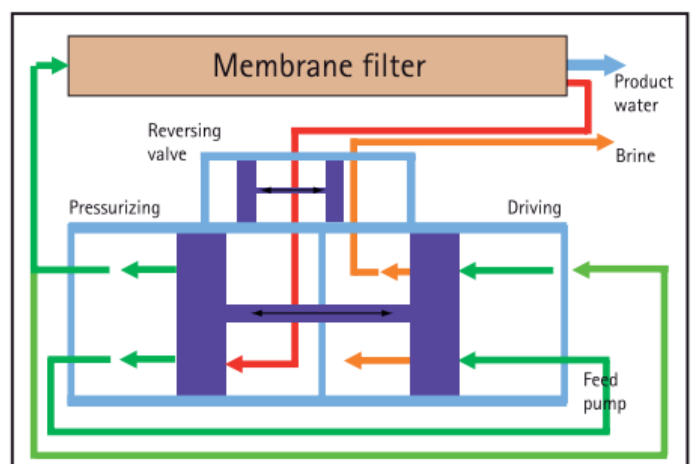 Membrane filter
Product
water
Reversing
valve
Brine
Pressurizing
Driving
Feed
pump